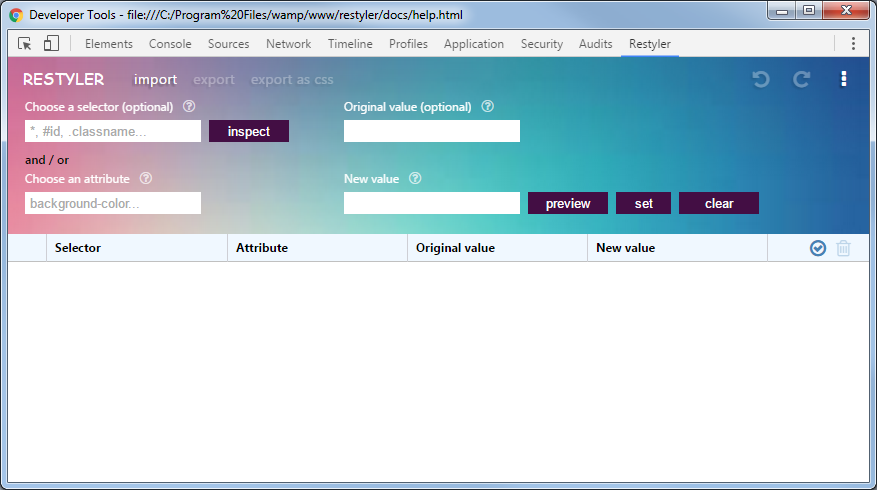 Developer Tools - file:///C:/Program%20Files/wamp/www/restyler/docs/help.html
Elements Console Sources Network Timeline Profiles Application Security Audits Restyler
RESTYLER import export export as css
Choose a selector (optional) ? Original value (optional) ?
*, #id, .classname... inspect
and / or
Choose an attribute ? New value ?
background-color... preview set clear
Selector Attribute Original value New value